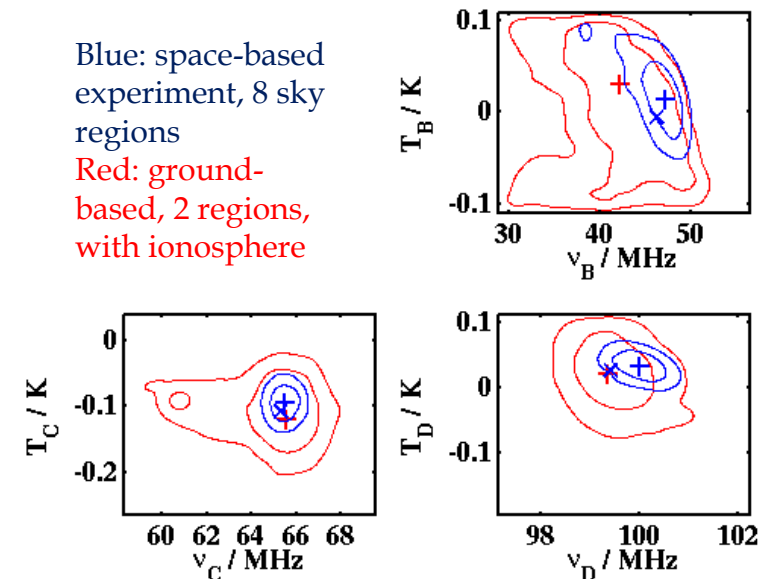 Blue: space-based
experiment, 8 sky
regions
Red: ground-
based, 2 regions,
with ionosphere
T_B / K
0.1
0
-0.1
30 40 50
ν_B / MHz
T_C / K
0
-0.1
-0.2
60 62 64 66 68
ν_C / MHz
T_D / K
0.1
0
-0.1
98 100 102
ν_D / MHz